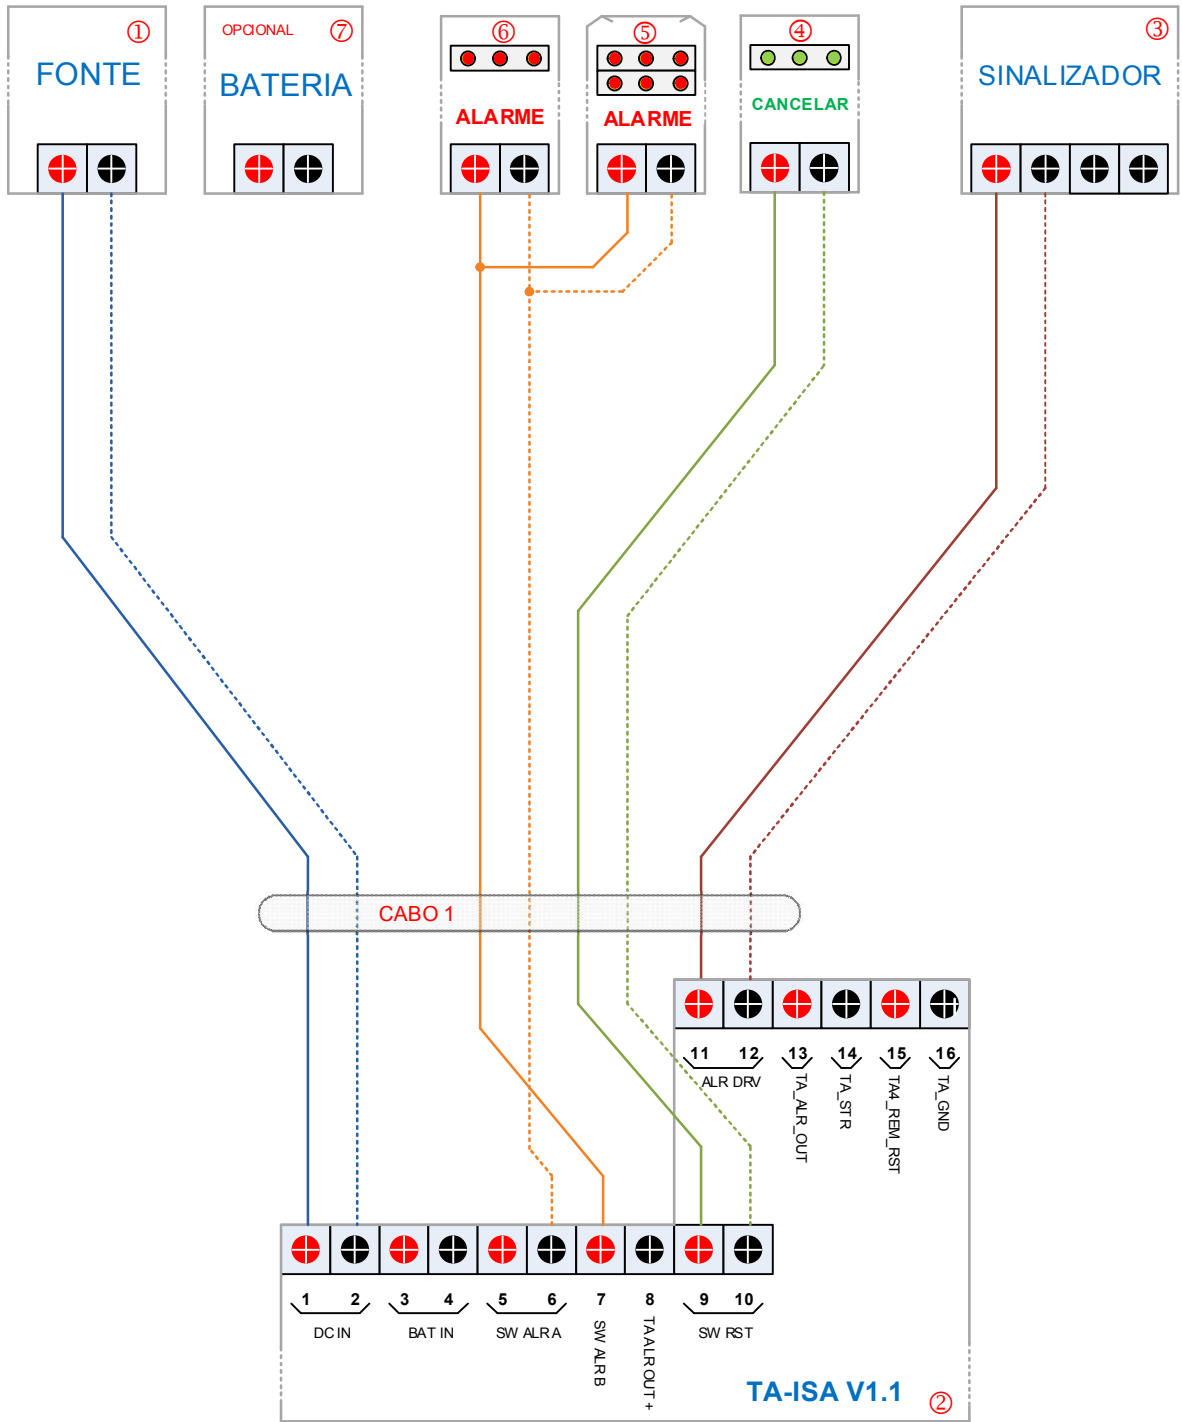 ①
FONTE
OPCIONAL ⑦
BATERIA
⑥
ALARME
⑤
ALARME
④
CANCELAR
③
SINALIZADOR
CABO 1
11 12 13 14 15 16
ALR DRV
TA_ALR_OUT
TA_STR
TA4_REM_RST
TA_GND
1 2 3 4 5 6 7 8 9 10
DC IN
BAT IN
SW ALR A
SW ALR B
TA ALR OUT +
SW RST
TA-ISA V1.1 ②